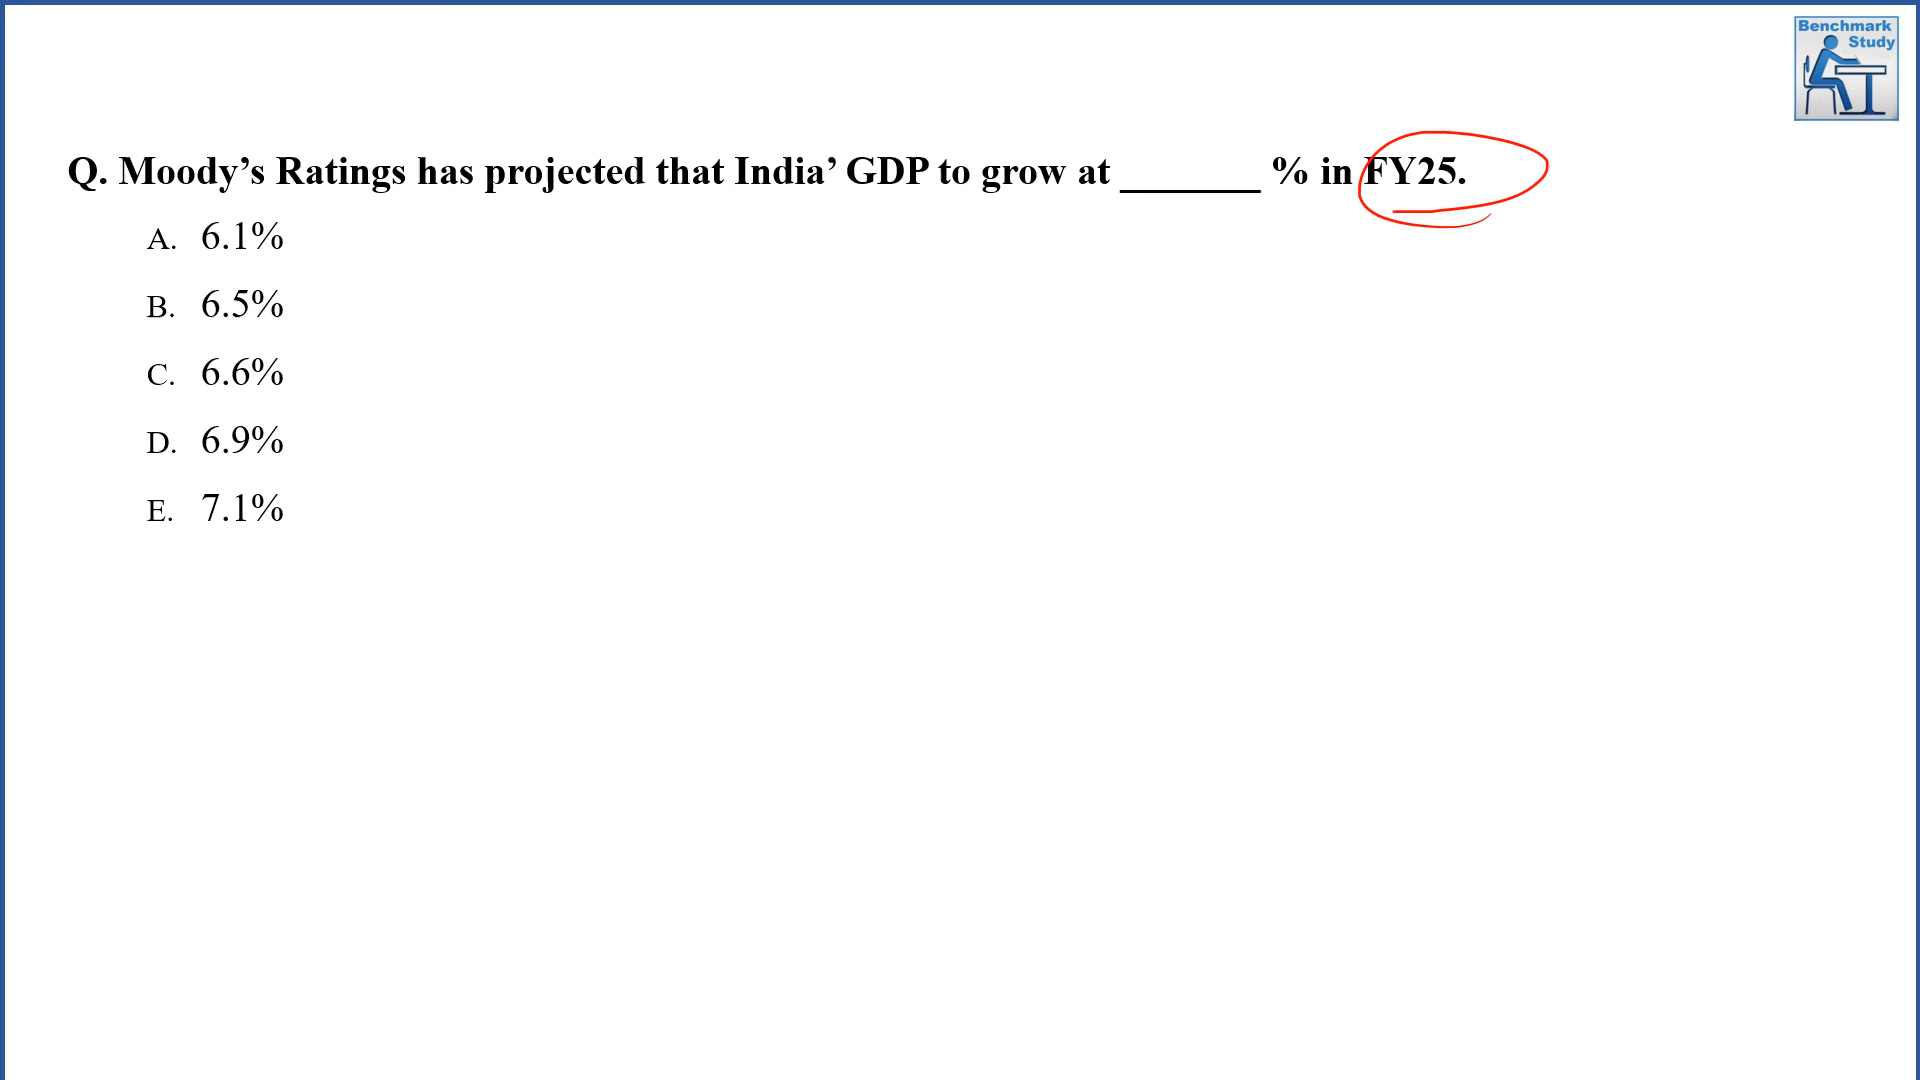 Benchmark
Study
Q. Moody’s Ratings has projected that India’ GDP to grow at _______ % in FY25.
A. 6.1%
B. 6.5%
C. 6.6%
D. 6.9%
E. 7.1%